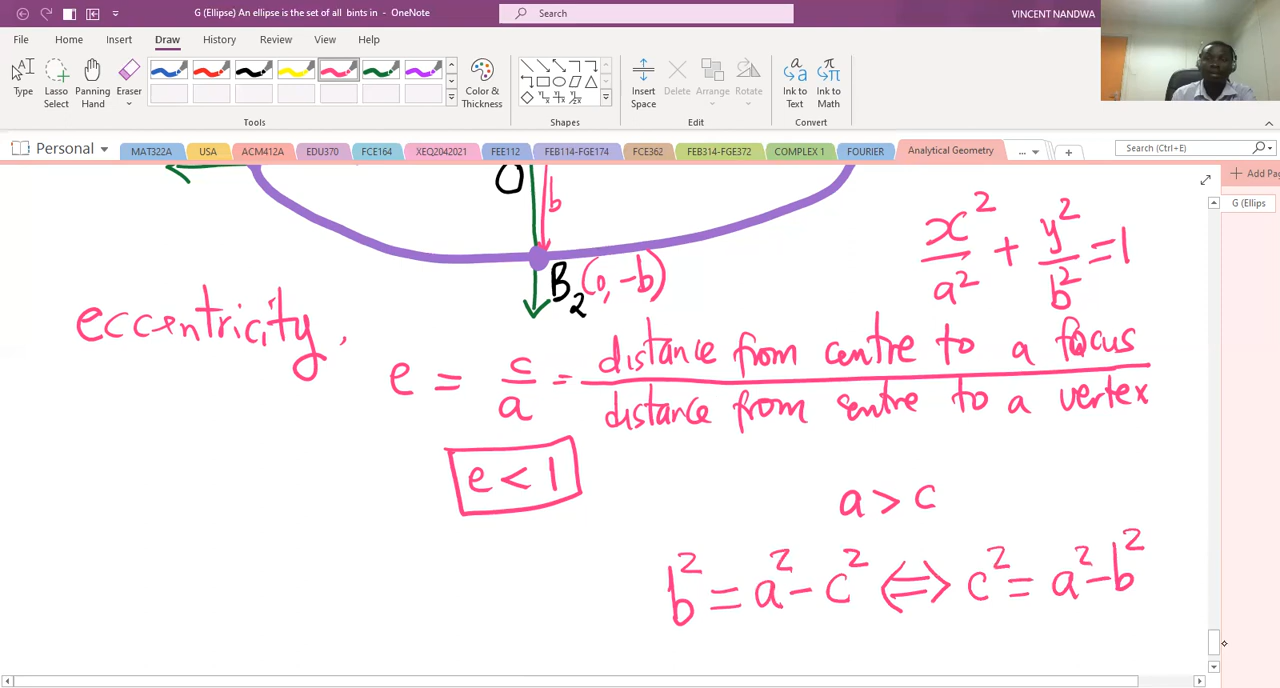 G (Ellipse) An ellipse is the set of all bints in - OneNote
Search
VINCENT NANDWA
File Home Insert Draw History Review View Help
Type Lasso Select Panning Hand Eraser Color & Thickness Insert Space Delete Arrange Rotate Ink to Text Ink to Math
Tools Shapes Edit Convert
Personal MAT322A USA ACM412A EDU370 FCE164 XEQ2042021 FEE112 FEB114-FGE174 FCE362 FEB314-FGE372 COMPLEX 1 FOURIER Analytical Geometry ... + Search (Ctrl+E)
Add Pag
G (Ellips
O
b
B₂(0, -b)
x²/a² + y²/b² = 1
eccentricity,
e = c/a = distance from centre to a focus / distance from sentre to a vertex
e < 1
a > c
b² = a² - c² ⟺ c² = a² - b²